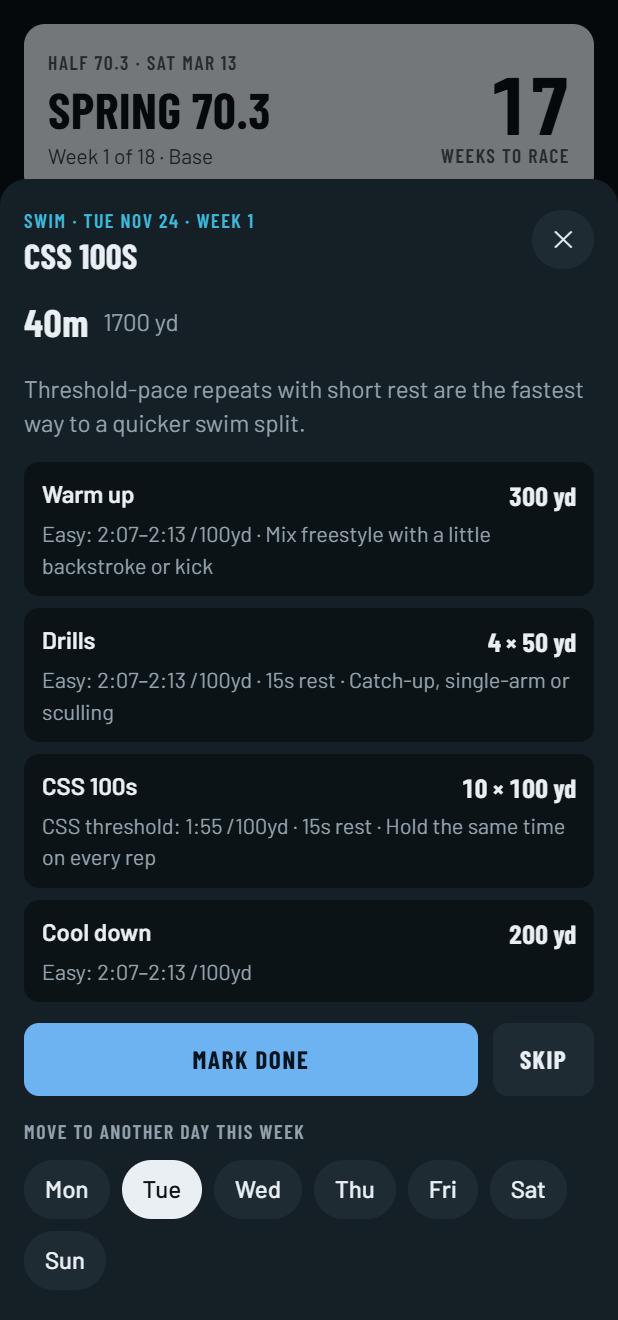 HALF 70.3 · SAT MAR 13
SPRING 70.3
Week 1 of 18 · Base
17
WEEKS TO RACE
SWIM · TUE NOV 24 · WEEK 1
CSS 100S
40m 1700 yd
Threshold-pace repeats with short rest are the fastest
way to a quicker swim split.
Warm up 300 yd
Easy: 2:07–2:13 /100yd · Mix freestyle with a little
backstroke or kick
Drills 4 × 50 yd
Easy: 2:07–2:13 /100yd · 15s rest · Catch-up, single-arm or
sculling
CSS 100s 10 × 100 yd
CSS threshold: 1:55 /100yd · 15s rest · Hold the same time
on every rep
Cool down 200 yd
Easy: 2:07–2:13 /100yd
MARK DONE SKIP
MOVE TO ANOTHER DAY THIS WEEK
Mon Tue Wed Thu Fri Sat
Sun